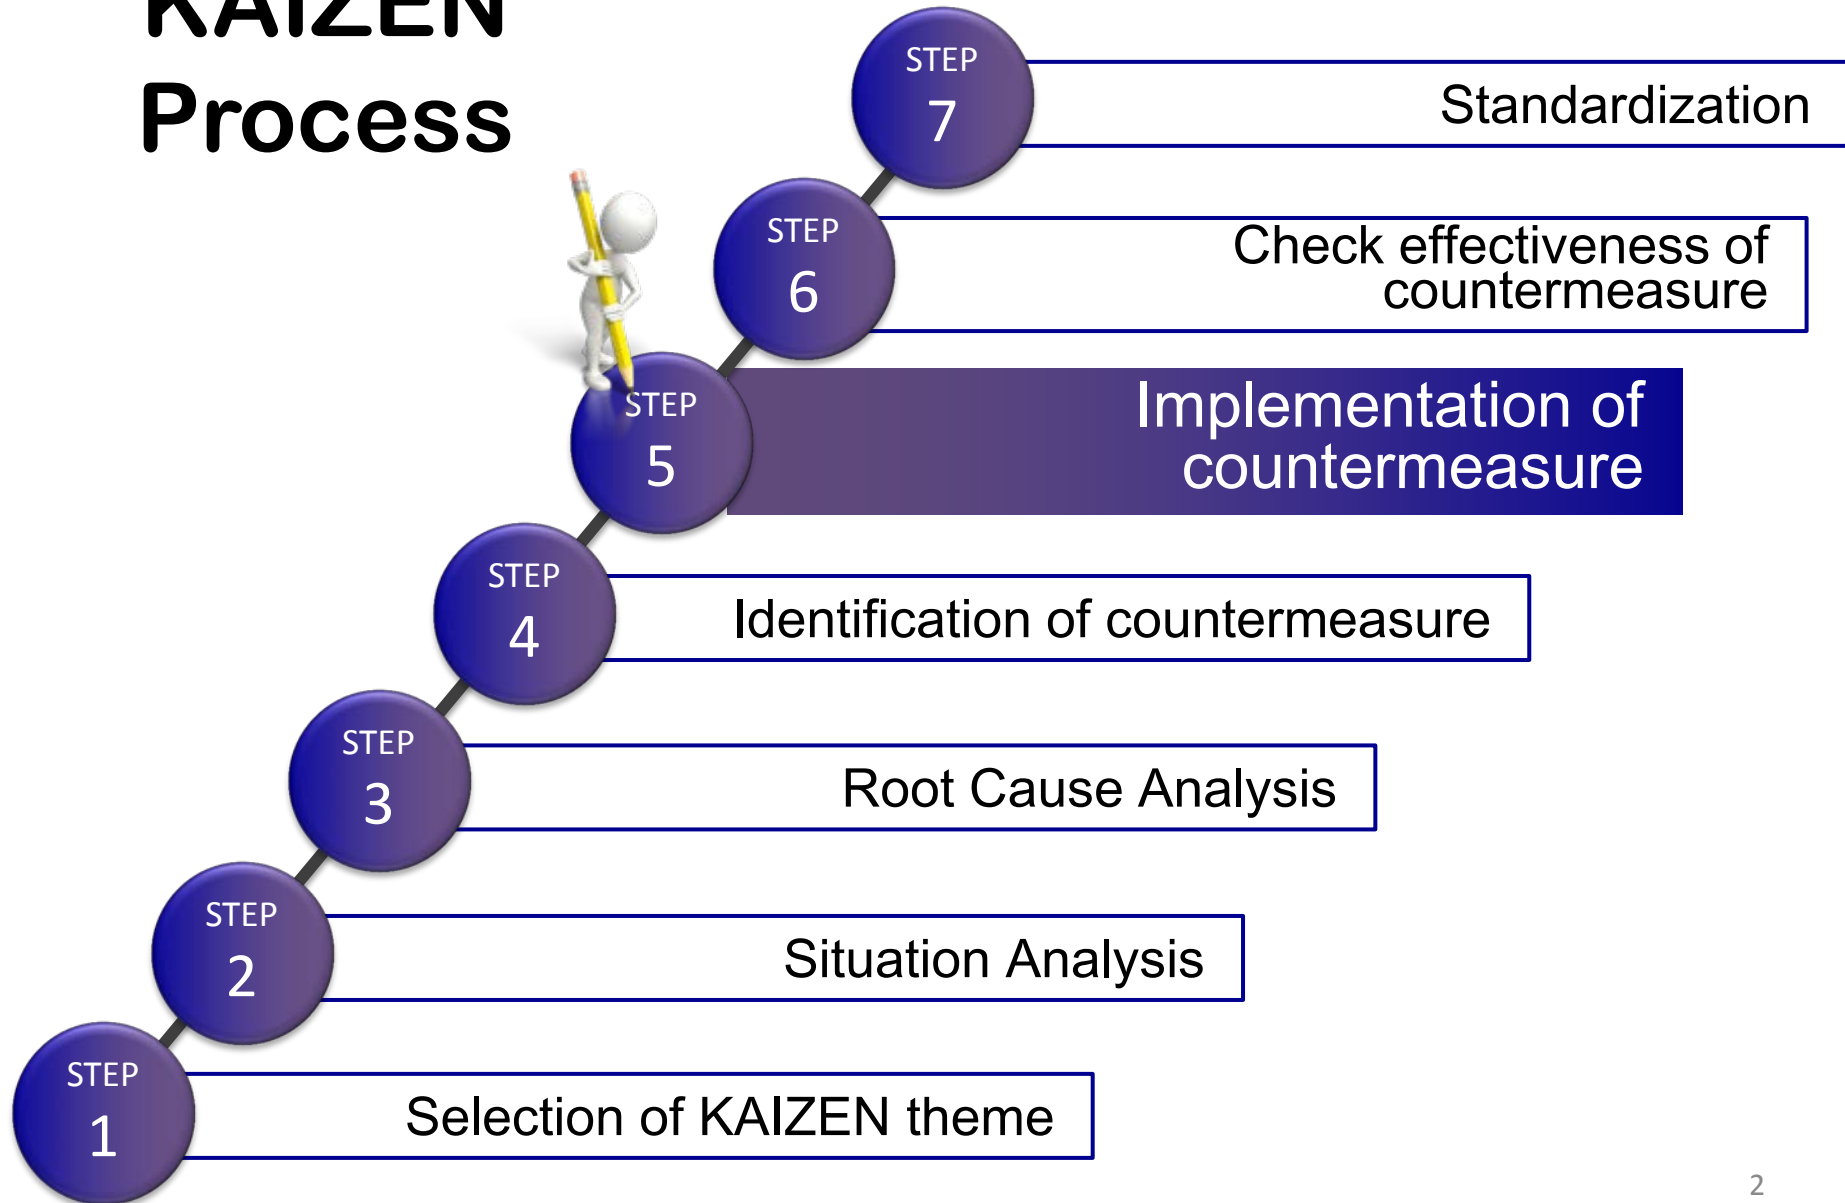 KAIZEN
Process
STEP
7
Standardization
STEP
6
Check effectiveness of
countermeasure
STEP
5
Implementation of
countermeasure
STEP
4
Identification of countermeasure
STEP
3
Root Cause Analysis
STEP
2
Situation Analysis
STEP
1
Selection of KAIZEN theme
2